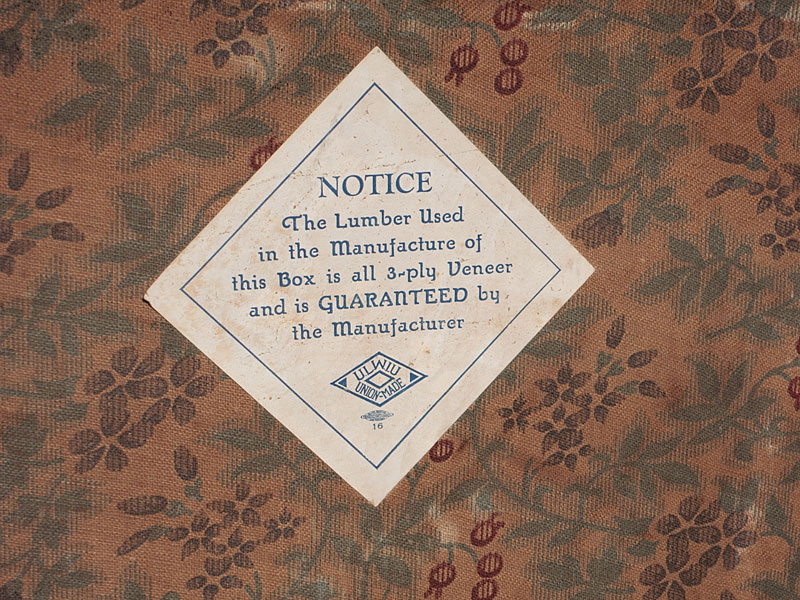 NOTICE
The Lumber Used
in the Manufacture of
this Box is all 3-ply Veneer
and is GUARANTEED by
the Manufacturer
ULWIU
UNION-MADE
16